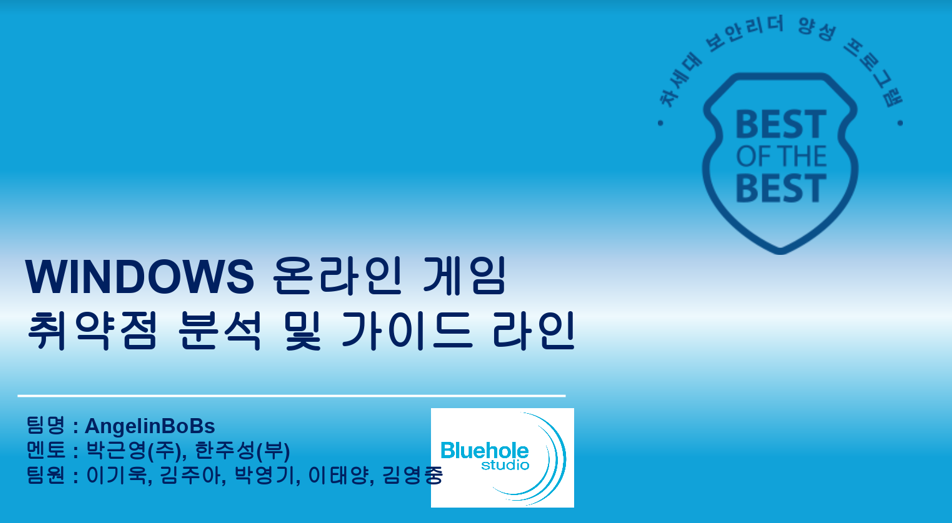 차세대 보안리더 양성 프로그램
BEST
OF THE
BEST
WINDOWS 온라인 게임
취약점 분석 및 가이드 라인
팀명 : AngelinBoBs
멘토 : 박근영(주), 한주성(부)
팀원 : 이기욱, 김주아, 박영기, 이태양, 김영중
Bluehole
studio